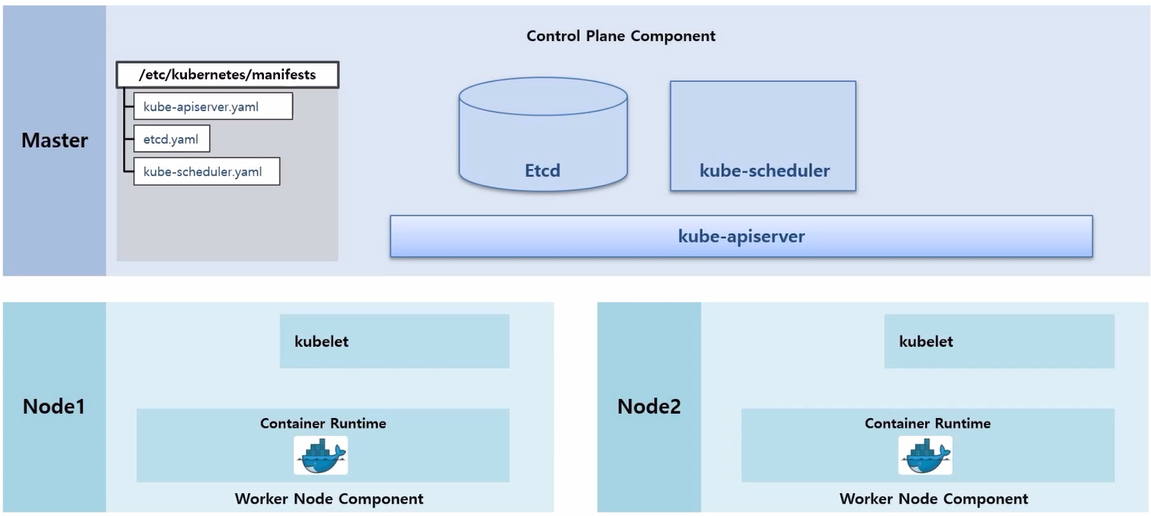 Control Plane Component
Master
/etc/kubernetes/manifests
kube-apiserver.yaml
etcd.yaml
kube-scheduler.yaml
Etcd
kube-scheduler
kube-apiserver
Node1
kubelet
Container Runtime
Worker Node Component
Node2
kubelet
Container Runtime
Worker Node Component